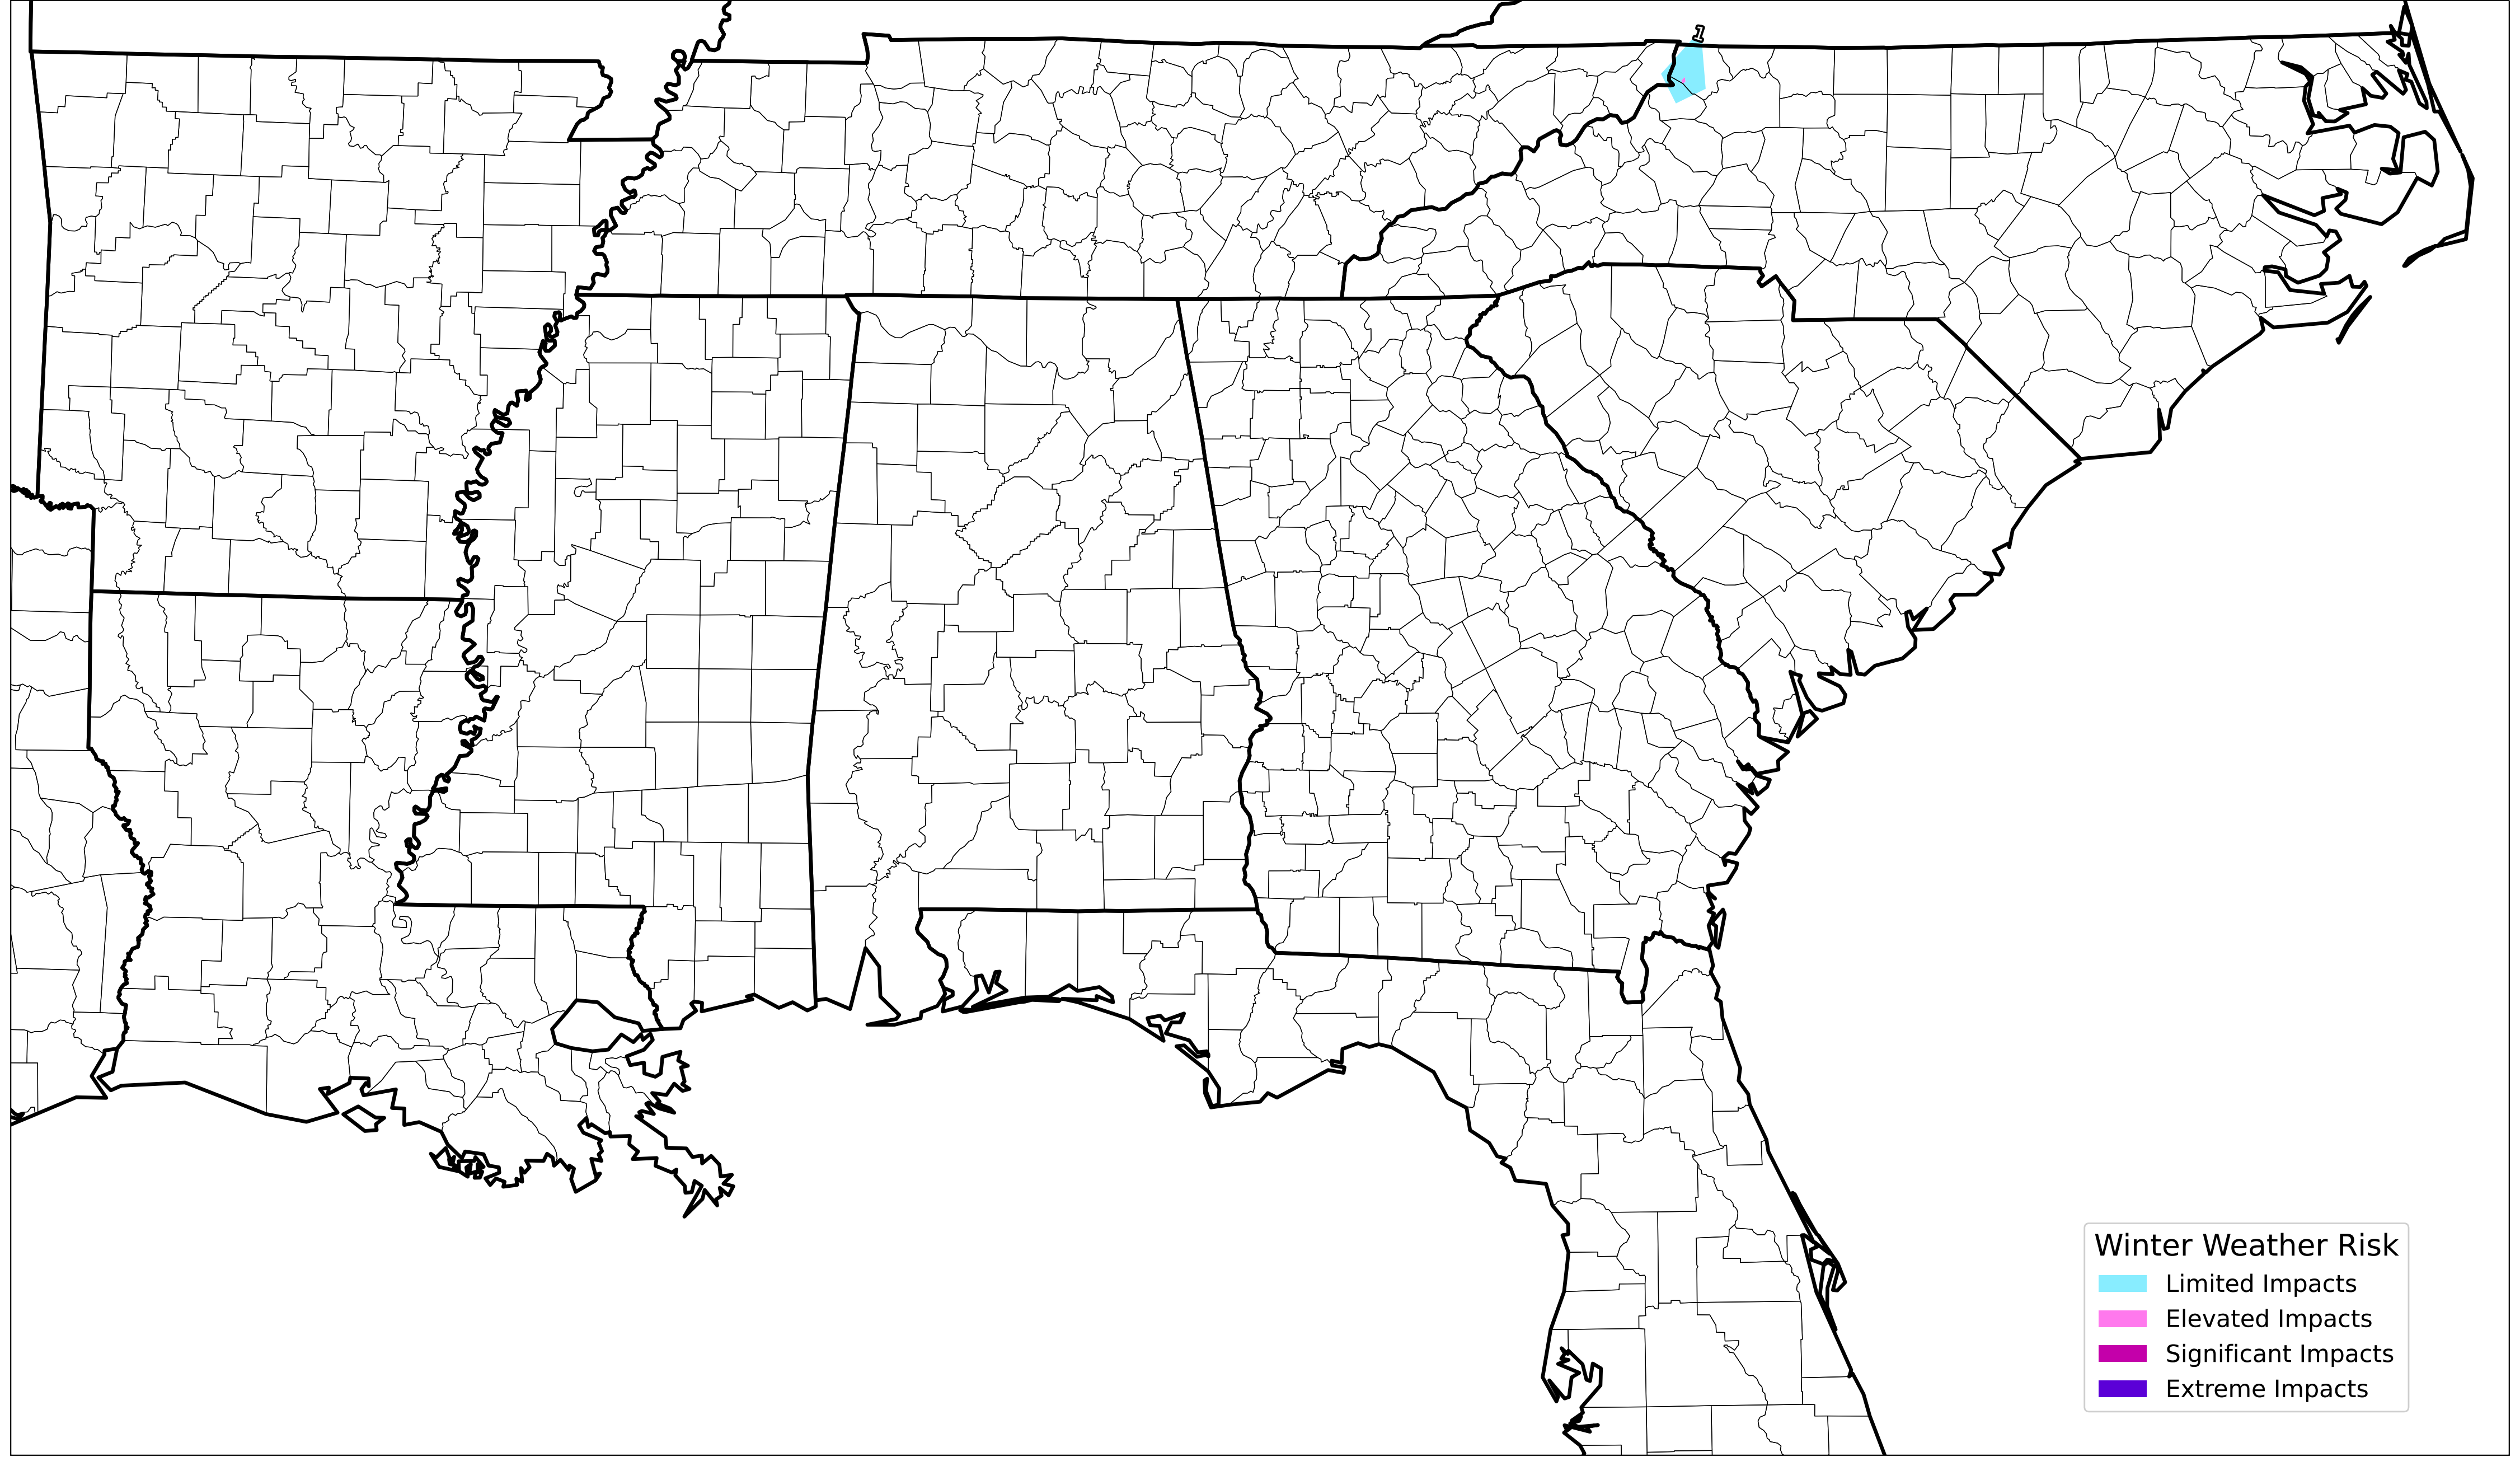 1
Winter Weather Risk
Limited Impacts
Elevated Impacts
Significant Impacts
Extreme Impacts